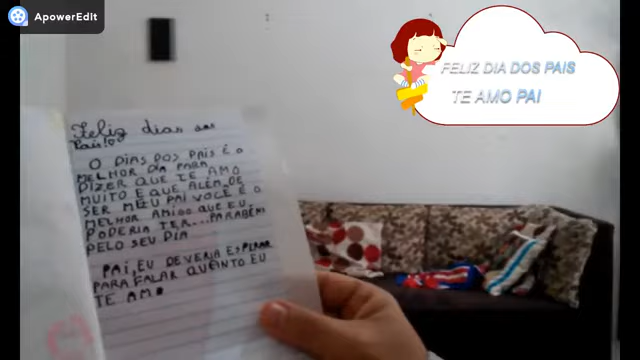 ApowerEdit
FELIZ DIA DOS PAIS
TE AMO PAI
Feliz dias dos
Pais!♡
O DIAS DOS PAIS É O
MELHOR DIA PARA
DIZER QUE TE AMO
MUITO E QUE ALÉM DE
SER MEU PAI VOCÊ É O
MELHOR AMIGO QUE EU
PODERIA TER...PARABÉNS
PELO SEU DIA
PAI, EU DEVERIA ESPERAR
PARA FALAR QUANTO EU
TE AMO